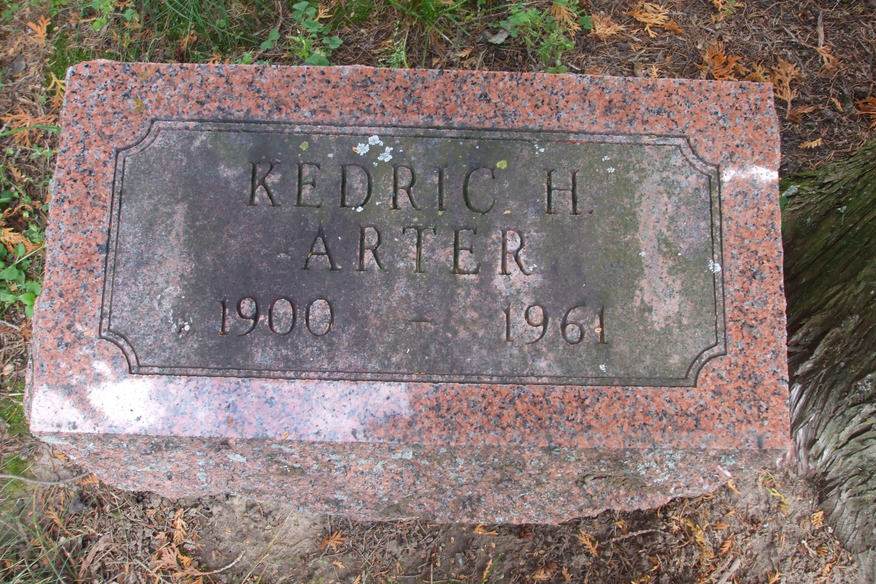 KEDRIC H.
ARTER
1900 - 1961